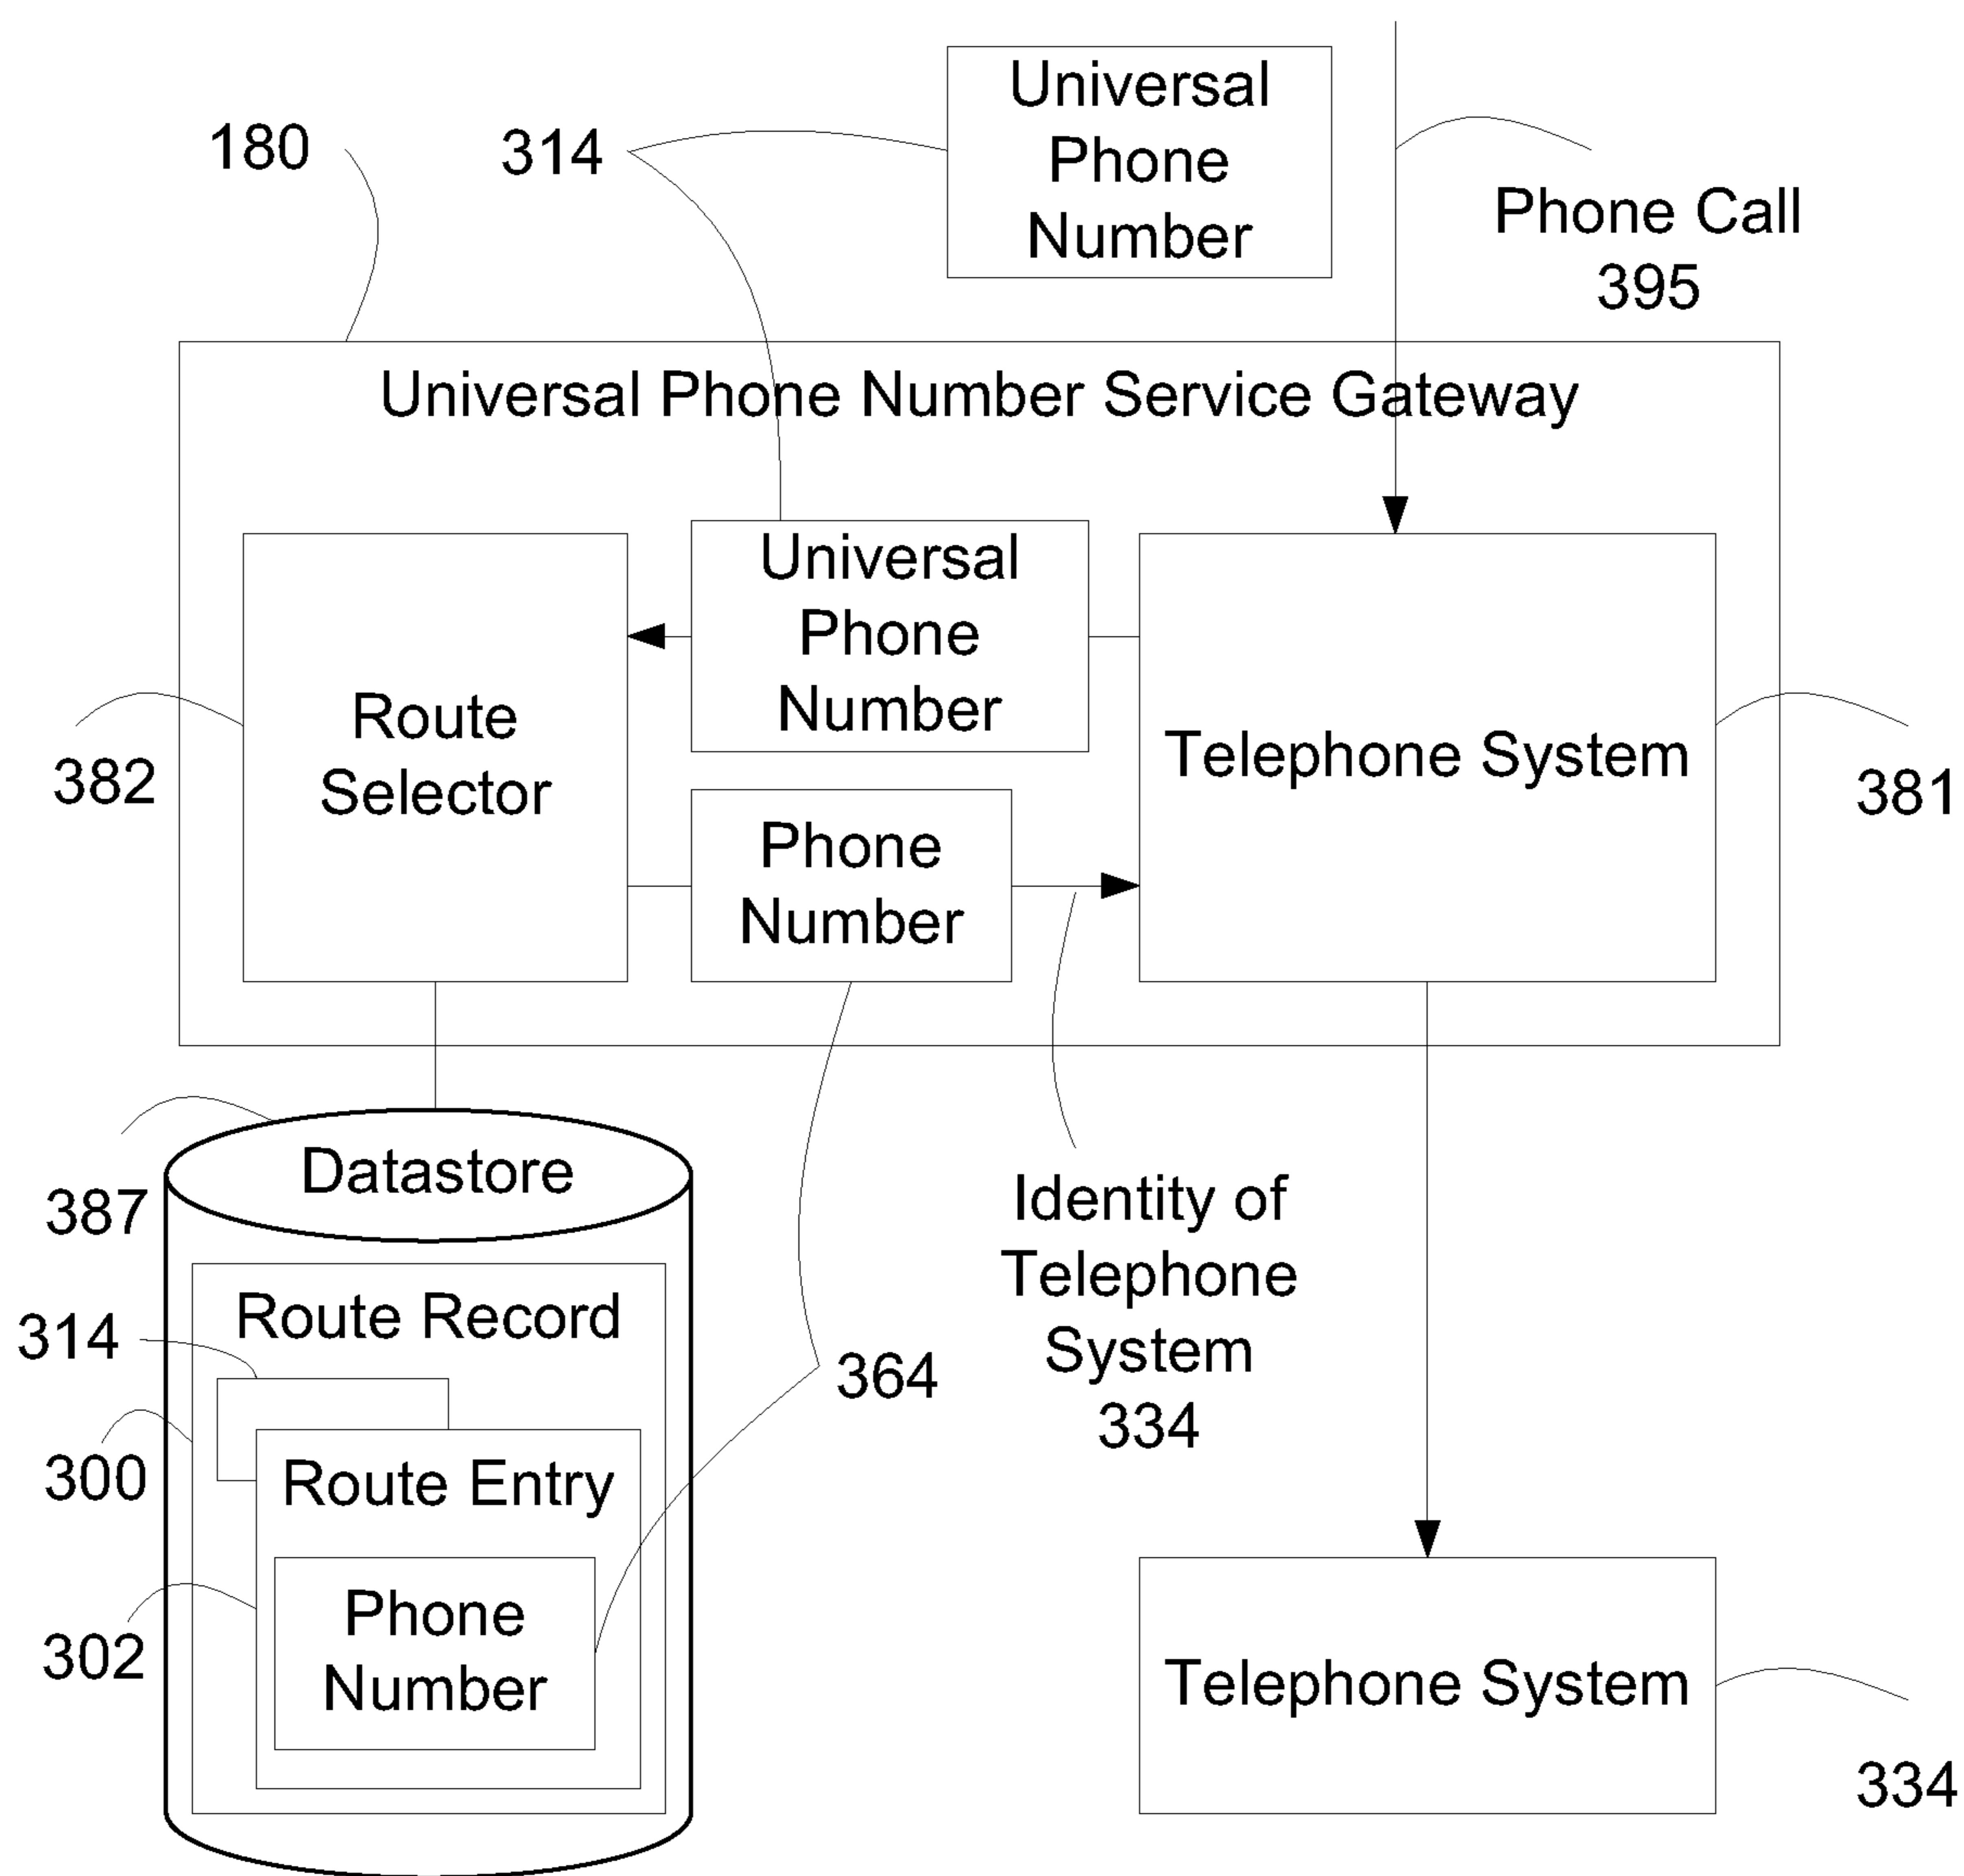 Universal
Phone
Number
180
314
Phone Call
395
Universal Phone Number Service Gateway
Universal
Phone
Number
Route
Selector
Telephone System
382
381
Phone
Number
Datastore
387
Identity of
Telephone
System
334
Route Record
314
364
300
Route Entry
Phone
Number
302
Telephone System
334